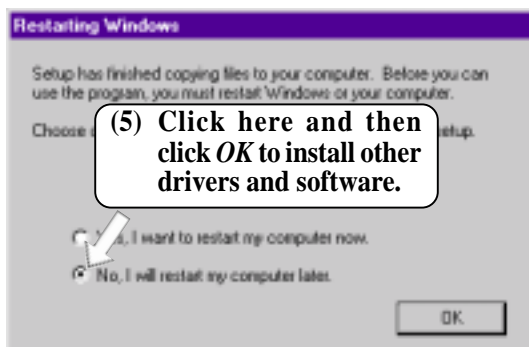 Restarting Windows
Setup has finished copying files to your computer. Before you can
use the program, you must restart Windows or your computer.
Choose
setup.
(5) Click here and then
click OK to install other
drivers and software.
Yes, I want to restart my computer now.
No, I will restart my computer later.
OK